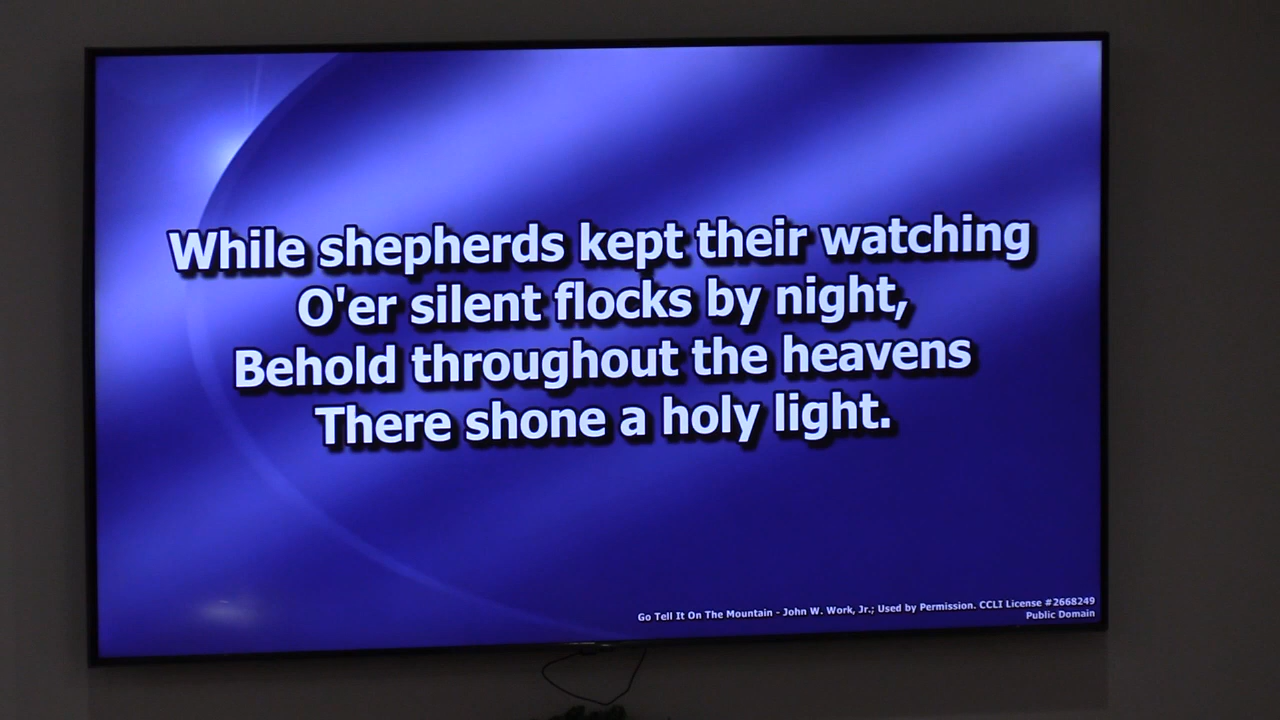 While shepherds kept their watching
O'er silent flocks by night,
Behold throughout the heavens
There shone a holy light.
Go Tell It On The Mountain - John W. Work, Jr.; Used by Permission. CCLI License #2668249
Public Domain